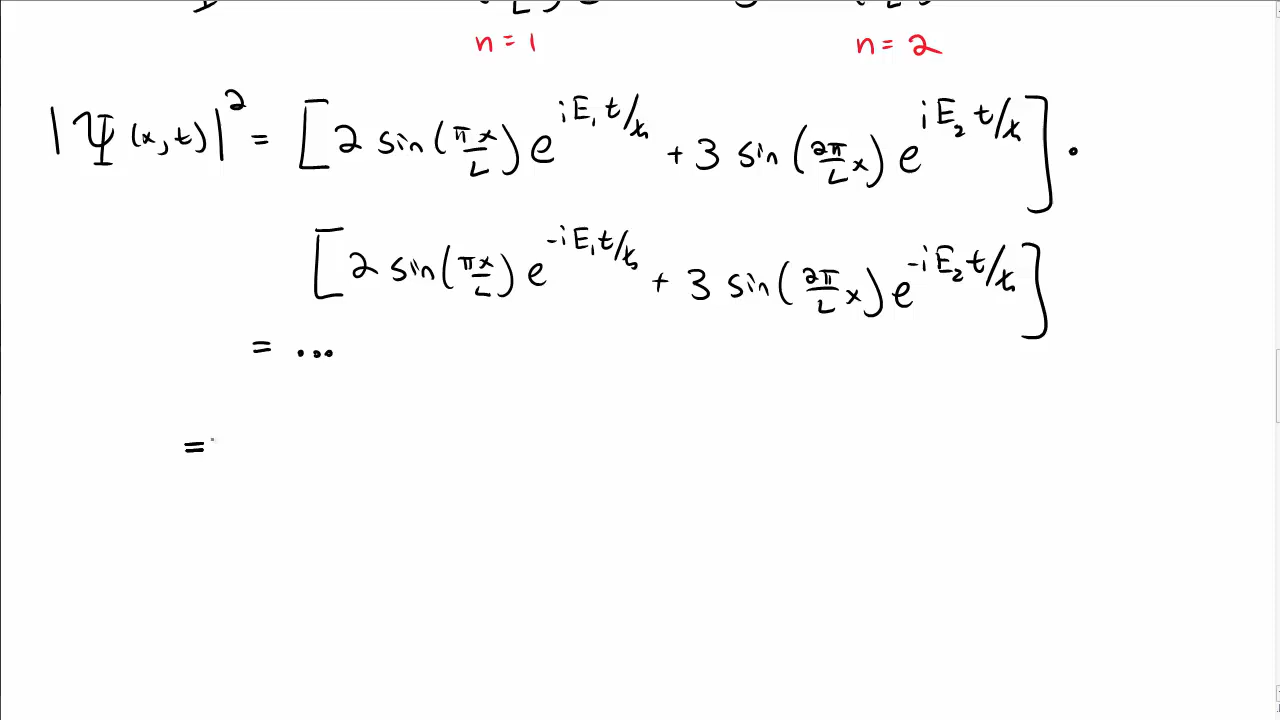 n = 1 n = 2
|Ψ(x,t)|² = [2 sin(πx/L) e^{iE₁t/ℏ} + 3 sin(2π/L x) e^{iE₂t/ℏ}] ·
[2 sin(πx/L) e^{-iE₁t/ℏ} + 3 sin(2π/L x) e^{-iE₂t/ℏ}]
= ...
=